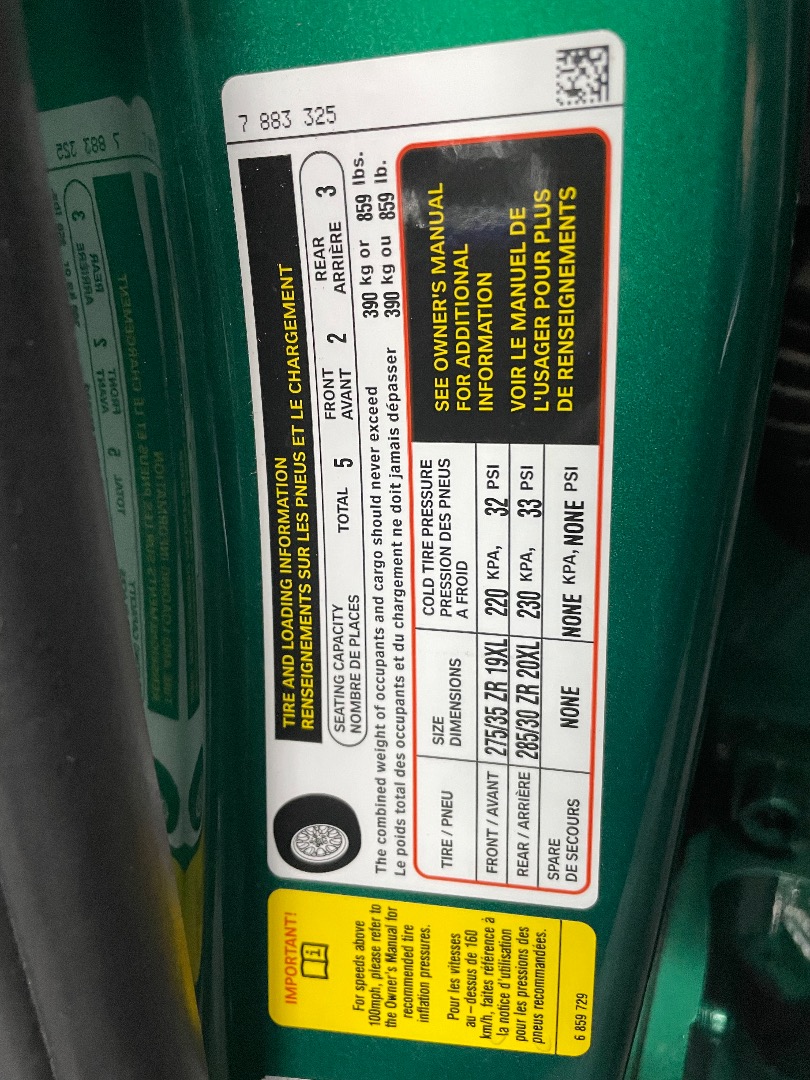 7 883 325
TIRE AND LOADING INFORMATION
RENSEIGNEMENTS SUR LES PNEUS ET LE CHARGEMENT
SEATING CAPACITY
NOMBRE DE PLACES
TOTAL 5
FRONT
AVANT 2
REAR
ARRIÈRE 3
The combined weight of occupants and cargo should never exceed 390 kg or 859 lbs.
Le poids total des occupants et du chargement ne doit jamais dépasser 390 kg ou 859 lb.
TIRE / PNEU
SIZE
DIMENSIONS
COLD TIRE PRESSURE
PRESSION DES PNEUS
A FROID
FRONT / AVANT 275/35 ZR 19XL 220 KPA, 32 PSI
REAR / ARRIÈRE 285/30 ZR 20XL 230 KPA, 33 PSI
SPARE
DE SECOURS NONE NONE KPA, NONE PSI
SEE OWNER'S MANUAL
FOR ADDITIONAL
INFORMATION
VOIR LE MANUEL DE
L'USAGER POUR PLUS
DE RENSEIGNEMENTS
IMPORTANT!
For speeds above
100mph, please refer to
the Owner's Manual for
recommended tire
inflation pressures.
Pour les vitesses
au – dessus de 160
km/h, faites référence à
la notice d'utilisation
pour les pressions des
pneus recommandées.
6 859 729